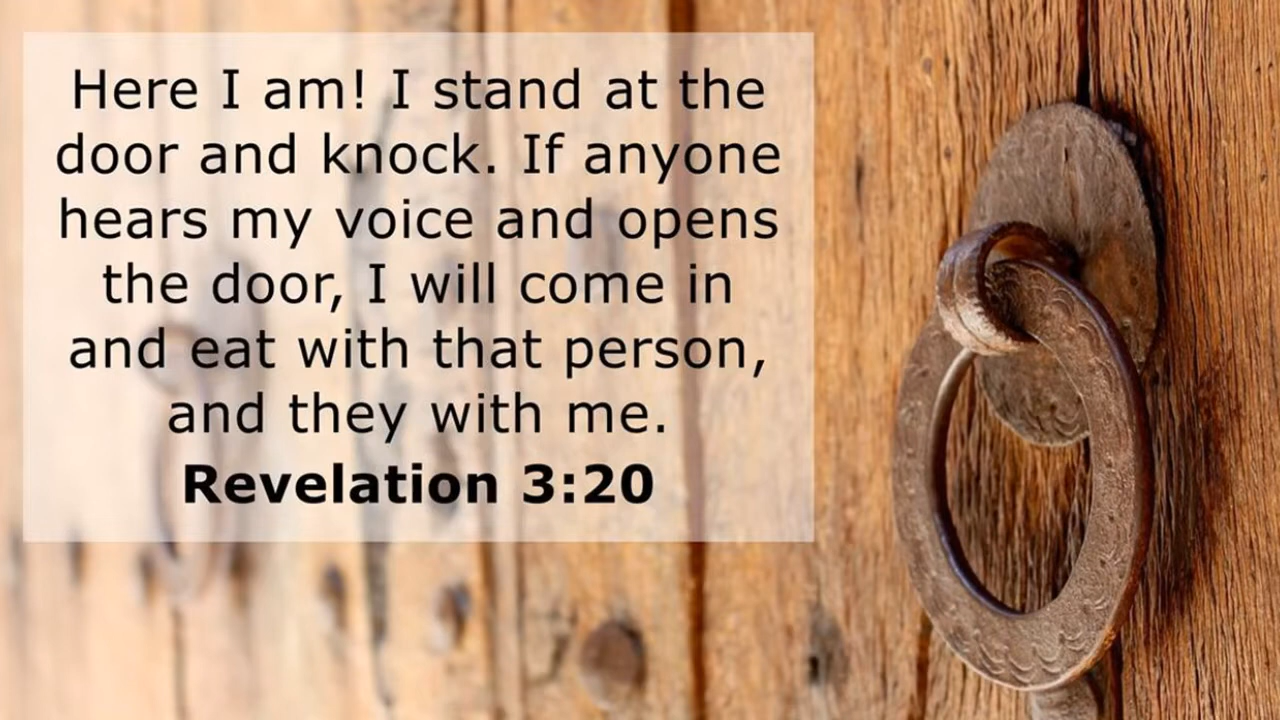 Here I am! I stand at the
door and knock. If anyone
hears my voice and opens
the door, I will come in
and eat with that person,
and they with me.
Revelation 3:20